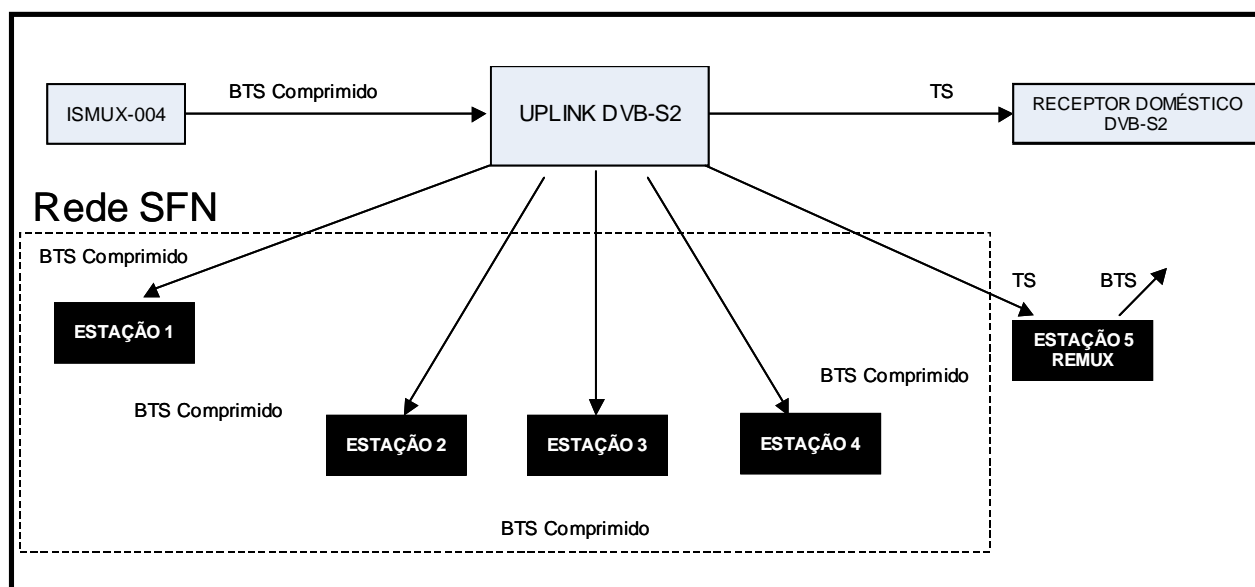 BTS Comprimido
TS
ISMUX-004
UPLINK DVB-S2
RECEPTOR DOMÉSTICO
DVB-S2
Rede SFN
BTS Comprimido
TS
BTS
ESTAÇÃO 1
ESTAÇÃO 5
REMUX
BTS Comprimido
BTS Comprimido
ESTAÇÃO 2
ESTAÇÃO 3
ESTAÇÃO 4
BTS Comprimido